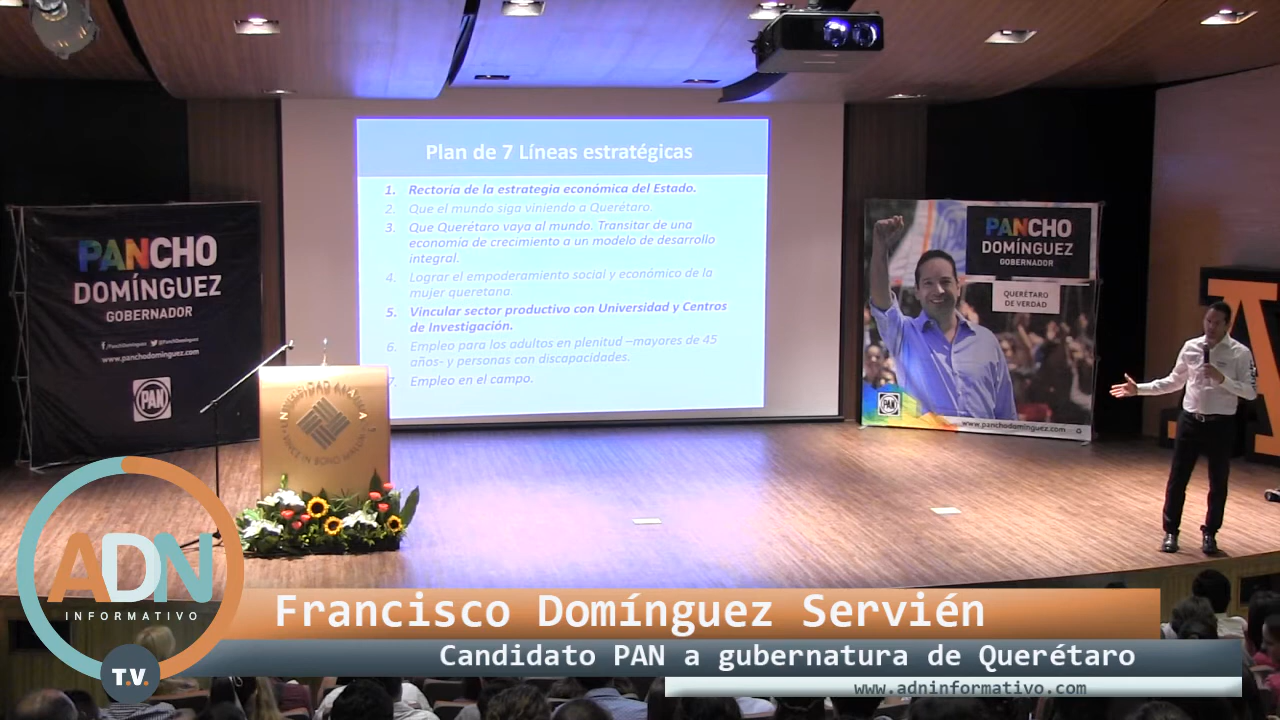 Plan de 7 Líneas estratégicas
1. Rectoría de la estrategia económica del Estado.
2. Que el mundo siga viniendo a Querétaro.
3. Que Querétaro vaya al mundo. Transitar de una
economía de crecimiento a un modelo de desarrollo
integral.
4. Lograr el empoderamiento social y económico de la
mujer queretana.
5. Vincular sector productivo con Universidad y Centros
de Investigación.
6. Empleo para los adultos en plenitud –mayores de 45
años- y personas con discapacidades.
7. Empleo en el campo.
PANCHO
DOMÍNGUEZ
GOBERNADOR
/PanchDominguez @PanchDominguez
www.panchodominguez.com
PAN
PANCHO
DOMÍNGUEZ
GOBERNADOR
QUERÉTARO
DE VERDAD
PAN
www.panchodominguez.com
A
ADN
INFORMATIVO
T.V.
Francisco Domínguez Servién
Candidato PAN a gubernatura de Querétaro
www.adninformativo.com